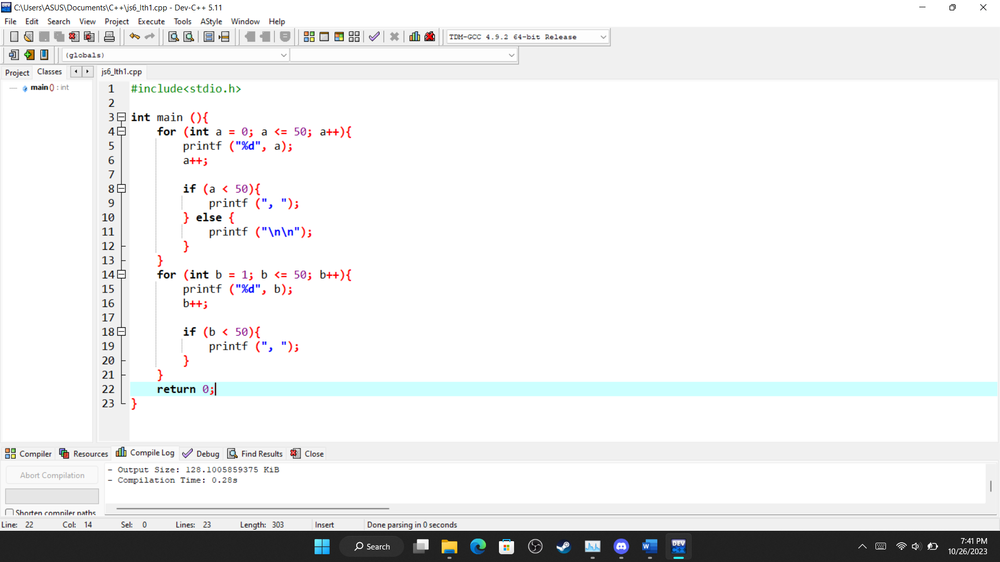 C:\Users\ASUS\Documents\C++\js6_lth1.cpp - Dev-C++ 5.11
File Edit Search View Project Execute Tools AStyle Window Help
TDM-GCC 4.9.2 64-bit Release
(globals)
Project Classes js6_lth1.cpp
main () : int
1 #include<stdio.h>
2
3 int main (){
4 for (int a = 0; a <= 50; a++){
5 printf ("%d", a);
6 a++;
7
8 if (a < 50){
9 printf (", ");
10 } else {
11 printf ("\n\n");
12 }
13 }
14 for (int b = 1; b <= 50; b++){
15 printf ("%d", b);
16 b++;
17
18 if (b < 50){
19 printf (", ");
20 }
21 }
22 return 0;
23 }
Compiler Resources Compile Log Debug Find Results Close
Abort Compilation
- Output Size: 128.1005859375 KiB
- Compilation Time: 0.28s
Shorten compiler paths
Line: 22 Col: 14 Sel: 0 Lines: 23 Length: 303 Insert Done parsing in 0 seconds
Search
DEV
C++
7:41 PM
10/26/2023